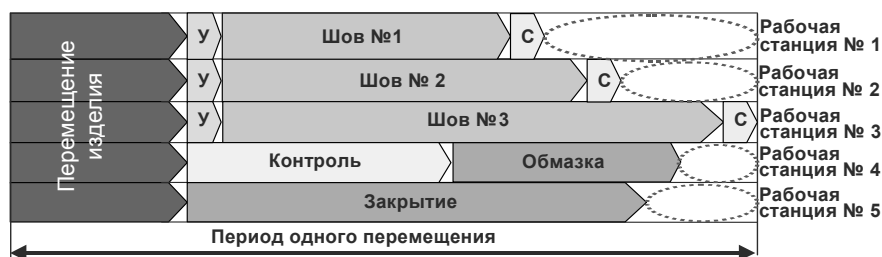 Перемещение
изделия
У
Шов №1
С
Рабочая
станция № 1
У
Шов № 2
С
Рабочая
станция № 2
У
Шов №3
С
Рабочая
станция № 3
Контроль
Обмазка
Рабочая
станция № 4
Закрытие
Рабочая
станция № 5
Период одного перемещения